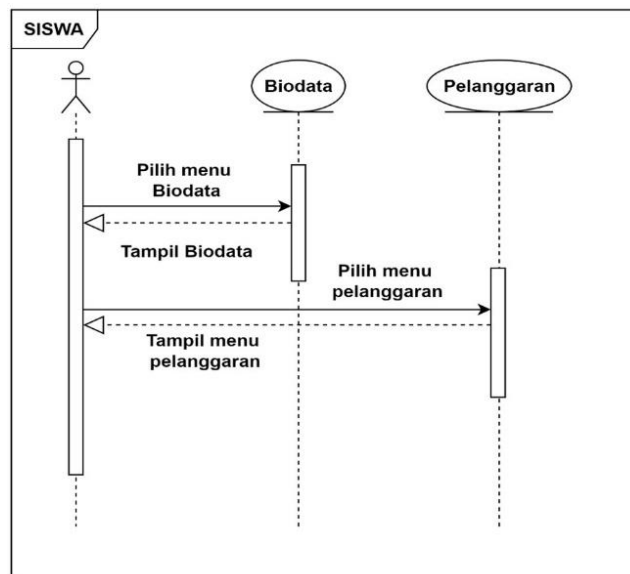 SISWA
Biodata
Pelanggaran
Pilih menu
Biodata
Tampil Biodata
Pilih menu
pelanggaran
Tampil menu
pelanggaran